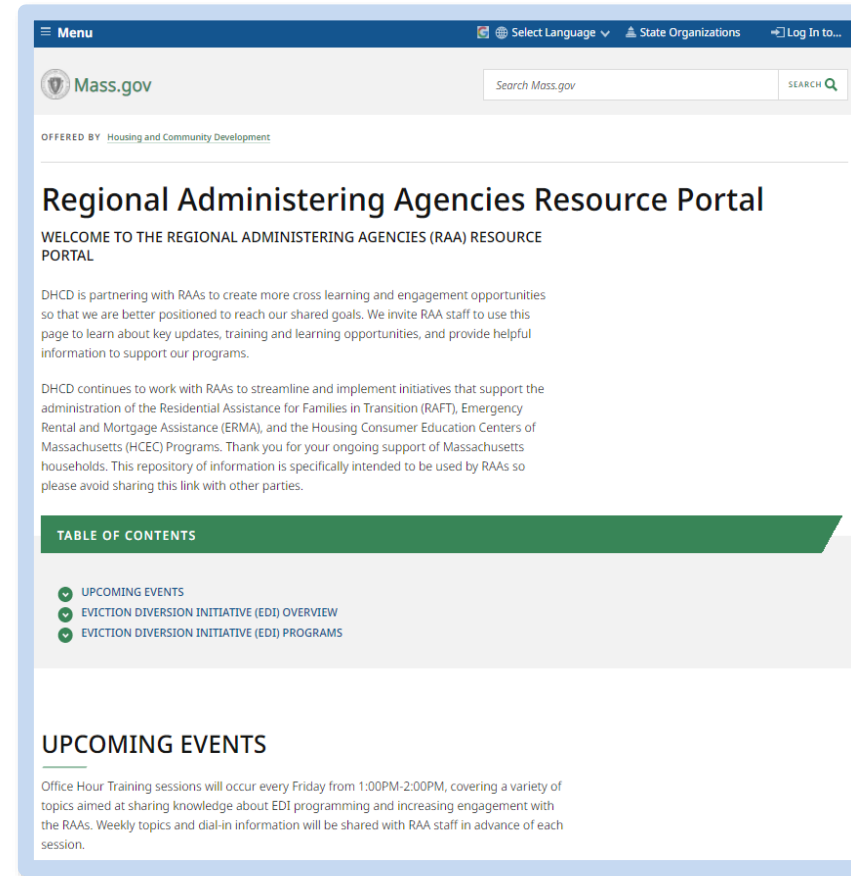 Menu
Select Language
State Organizations
Log In to...
Mass.gov
Search Mass.gov
SEARCH
OFFERED BY Housing and Community Development
Regional Administering Agencies Resource Portal
WELCOME TO THE REGIONAL ADMINISTERING AGENCIES (RAA) RESOURCE
PORTAL
DHCD is partnering with RAAs to create more cross learning and engagement opportunities
so that we are better positioned to reach our shared goals. We invite RAA staff to use this
page to learn about key updates, training and learning opportunities, and provide helpful
information to support our programs.
DHCD continues to work with RAAs to streamline and implement initiatives that support the
administration of the Residential Assistance for Families in Transition (RAFT), Emergency
Rental and Mortgage Assistance (ERMA), and the Housing Consumer Education Centers of
Massachusetts (HCEC) Programs. Thank you for your ongoing support of Massachusetts
households. This repository of information is specifically intended to be used by RAAs so
please avoid sharing this link with other parties.
TABLE OF CONTENTS
UPCOMING EVENTS
EVICTION DIVERSION INITIATIVE (EDI) OVERVIEW
EVICTION DIVERSION INITIATIVE (EDI) PROGRAMS
UPCOMING EVENTS
Office Hour Training sessions will occur every Friday from 1:00PM-2:00PM, covering a variety of
topics aimed at sharing knowledge about EDI programming and increasing engagement with
the RAAs. Weekly topics and dial-in information will be shared with RAA staff in advance of each
session.